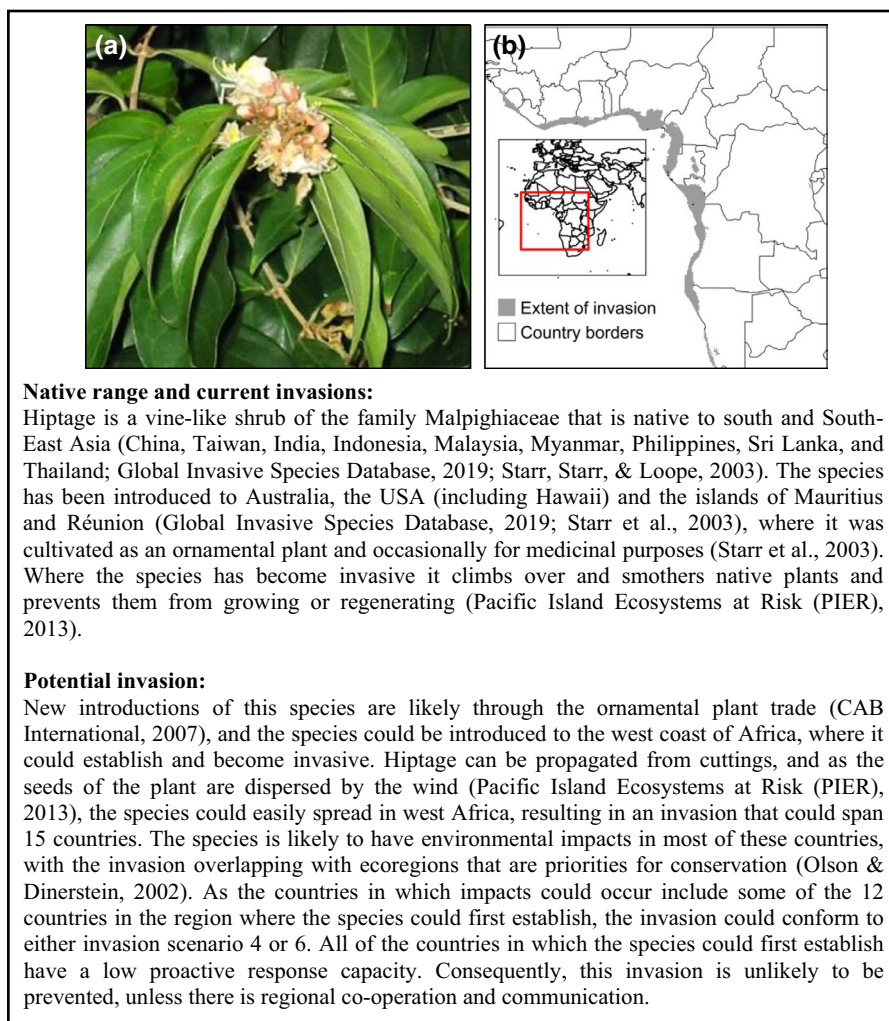 (a)
(b)
Extent of invasion
Country borders
Native range and current invasions:
Hiptage is a vine-like shrub of the family Malpighiaceae that is native to south and South-
East Asia (China, Taiwan, India, Indonesia, Malaysia, Myanmar, Philippines, Sri Lanka, and
Thailand; Global Invasive Species Database, 2019; Starr, Starr, & Loope, 2003). The species
has been introduced to Australia, the USA (including Hawaii) and the islands of Mauritius
and Réunion (Global Invasive Species Database, 2019; Starr et al., 2003), where it was
cultivated as an ornamental plant and occasionally for medicinal purposes (Starr et al., 2003).
Where the species has become invasive it climbs over and smothers native plants and
prevents them from growing or regenerating (Pacific Island Ecosystems at Risk (PIER),
2013).
Potential invasion:
New introductions of this species are likely through the ornamental plant trade (CAB
International, 2007), and the species could be introduced to the west coast of Africa, where it
could establish and become invasive. Hiptage can be propagated from cuttings, and as the
seeds of the plant are dispersed by the wind (Pacific Island Ecosystems at Risk (PIER),
2013), the species could easily spread in west Africa, resulting in an invasion that could span
15 countries. The species is likely to have environmental impacts in most of these countries,
with the invasion overlapping with ecoregions that are priorities for conservation (Olson &
Dinerstein, 2002). As the countries in which impacts could occur include some of the 12
countries in the region where the species could first establish, the invasion could conform to
either invasion scenario 4 or 6. All of the countries in which the species could first establish
have a low proactive response capacity. Consequently, this invasion is unlikely to be
prevented, unless there is regional co-operation and communication.